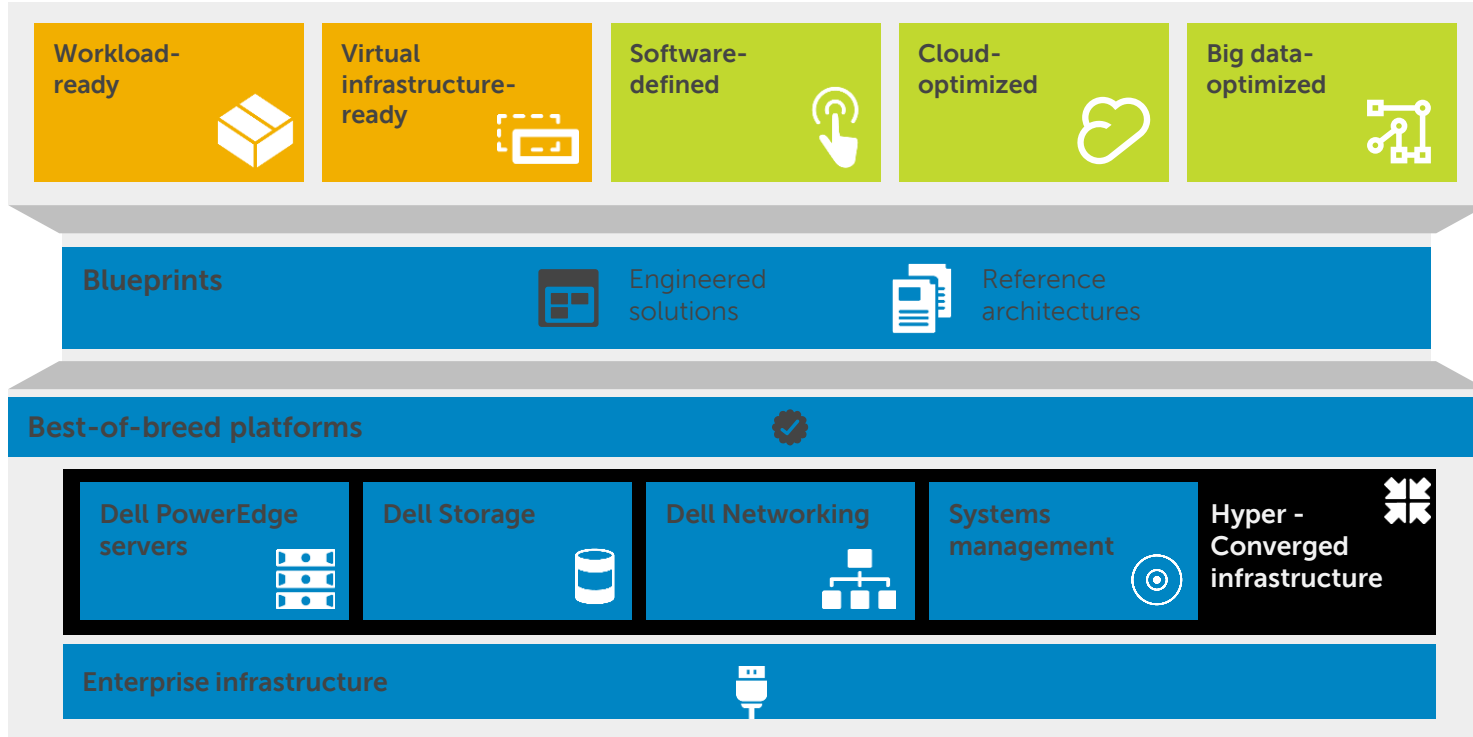 Workload-
ready
Virtual
infrastructure-
ready
Software-
defined
Cloud-
optimized
Big data-
optimized
Blueprints
Engineered
solutions
Reference
architectures
Best-of-breed platforms
Dell PowerEdge
servers
Dell Storage
Dell Networking
Systems
management
Hyper -
Converged
infrastructure
Enterprise infrastructure